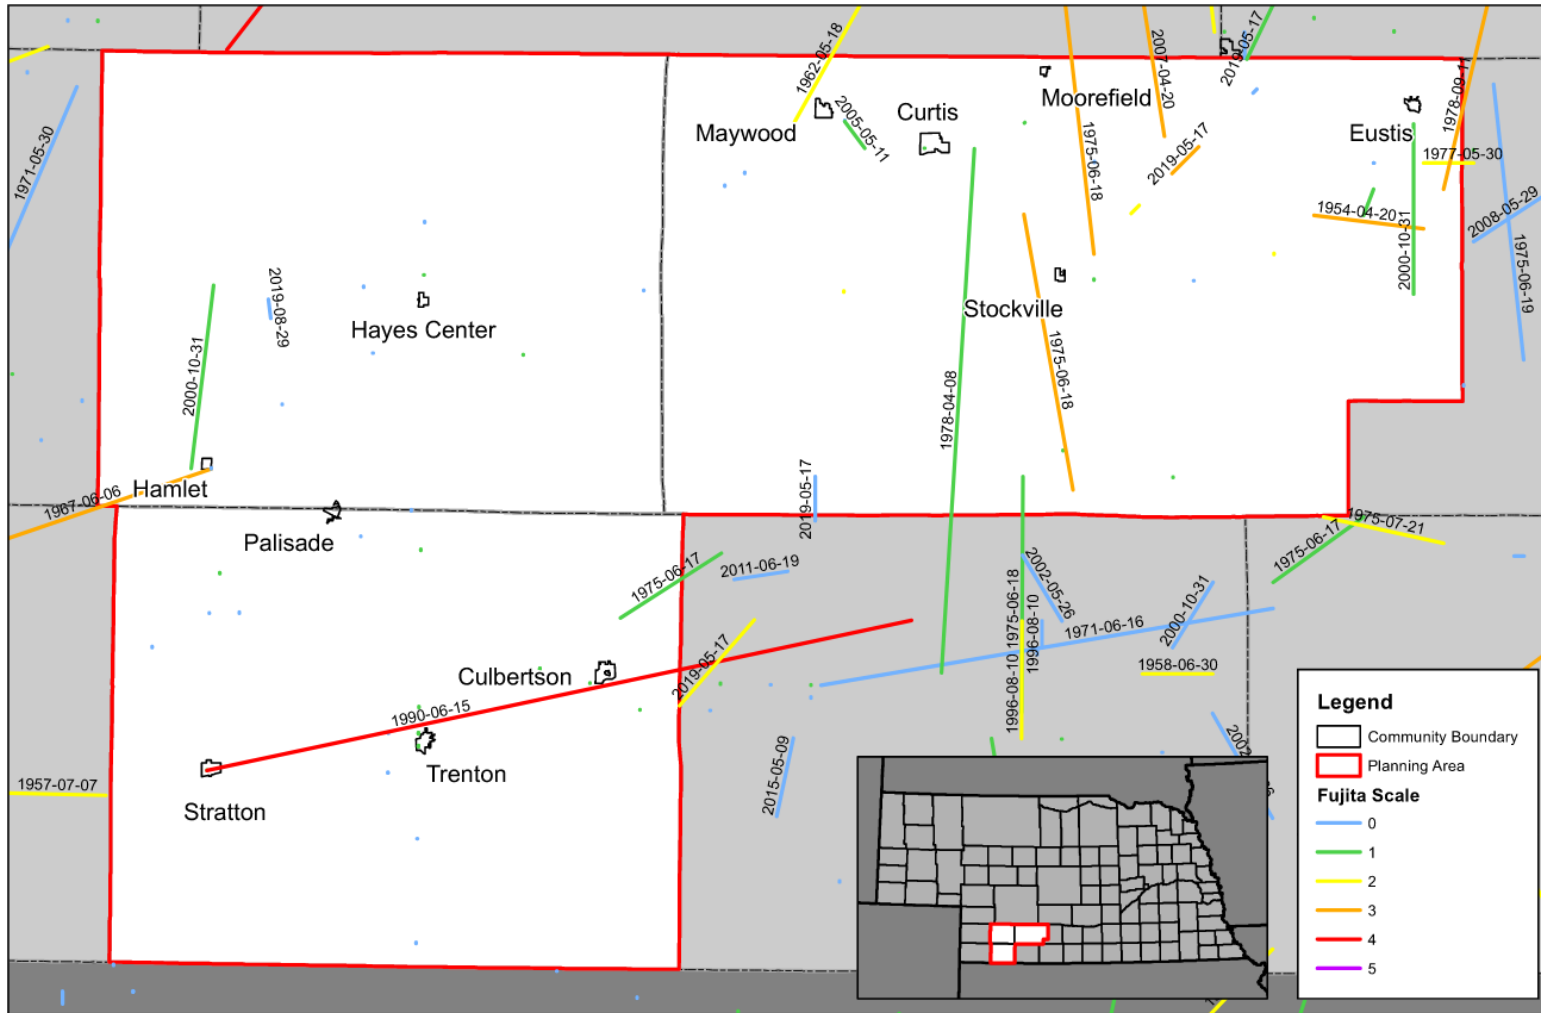 1962-05-18
2007-04-20
2019-05-17
1978-09-11
1971-05-30
2005-05-11
Maywood
Curtis
Moorefield
Eustis
1975-06-18
2019-05-17
1977-05-30
1954-04-20
2000-10-31
2008-05-29
1975-06-19
2019-08-29
Hayes Center
Stockville
2000-10-31
1975-06-18
1978-04-08
Hamlet
1967-06-06
2019-05-17
Palisade
1975-06-17
2011-06-19
1975-06-18
2002-05-26
1975-06-17
1975-07-21
1996-08-10
1971-06-16
2000-10-31
Culbertson
2019-05-17
1996-08-10
1958-06-30
1990-06-15
Trenton
Stratton
1957-07-07
2015-05-09
Legend
Community Boundary
Planning Area
Fujita Scale
0
1
2
3
4
5